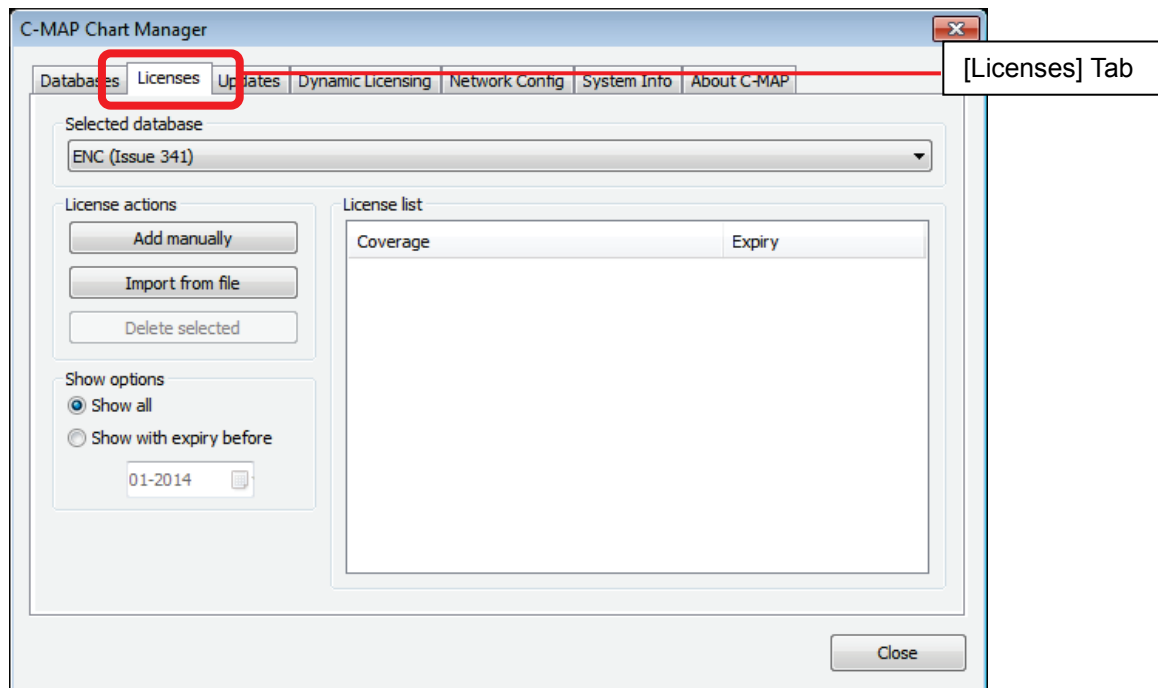 C-MAP Chart Manager
[Licenses] Tab
Databases Licenses Updates Dynamic Licensing Network Config System Info About C-MAP
Selected database
ENC (Issue 341)
License actions
Add manually
Import from file
Delete selected
License list
Coverage Expiry
Show options
Show all
Show with expiry before
01-2014
Close